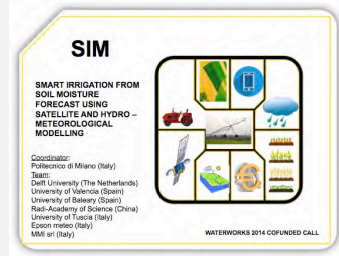 SIM
SMART IRRIGATION FROM
SOIL MOISTURE
FORECAST USING
SATELLITE AND HYDRO –
METEOROLOGICAL
MODELLING
Coordinator:
Politecnico di Milano (Italy)
Team:
Delft University (The Netherlands)
University of Valencia (Spain)
University of Baleary (Spain)
Radi-Academy of Science (China)
University of Tuscia (Italy)
Epson meteo (Italy)
MMI srl (Italy)
WATERWORKS 2014 COFUNDED CALL